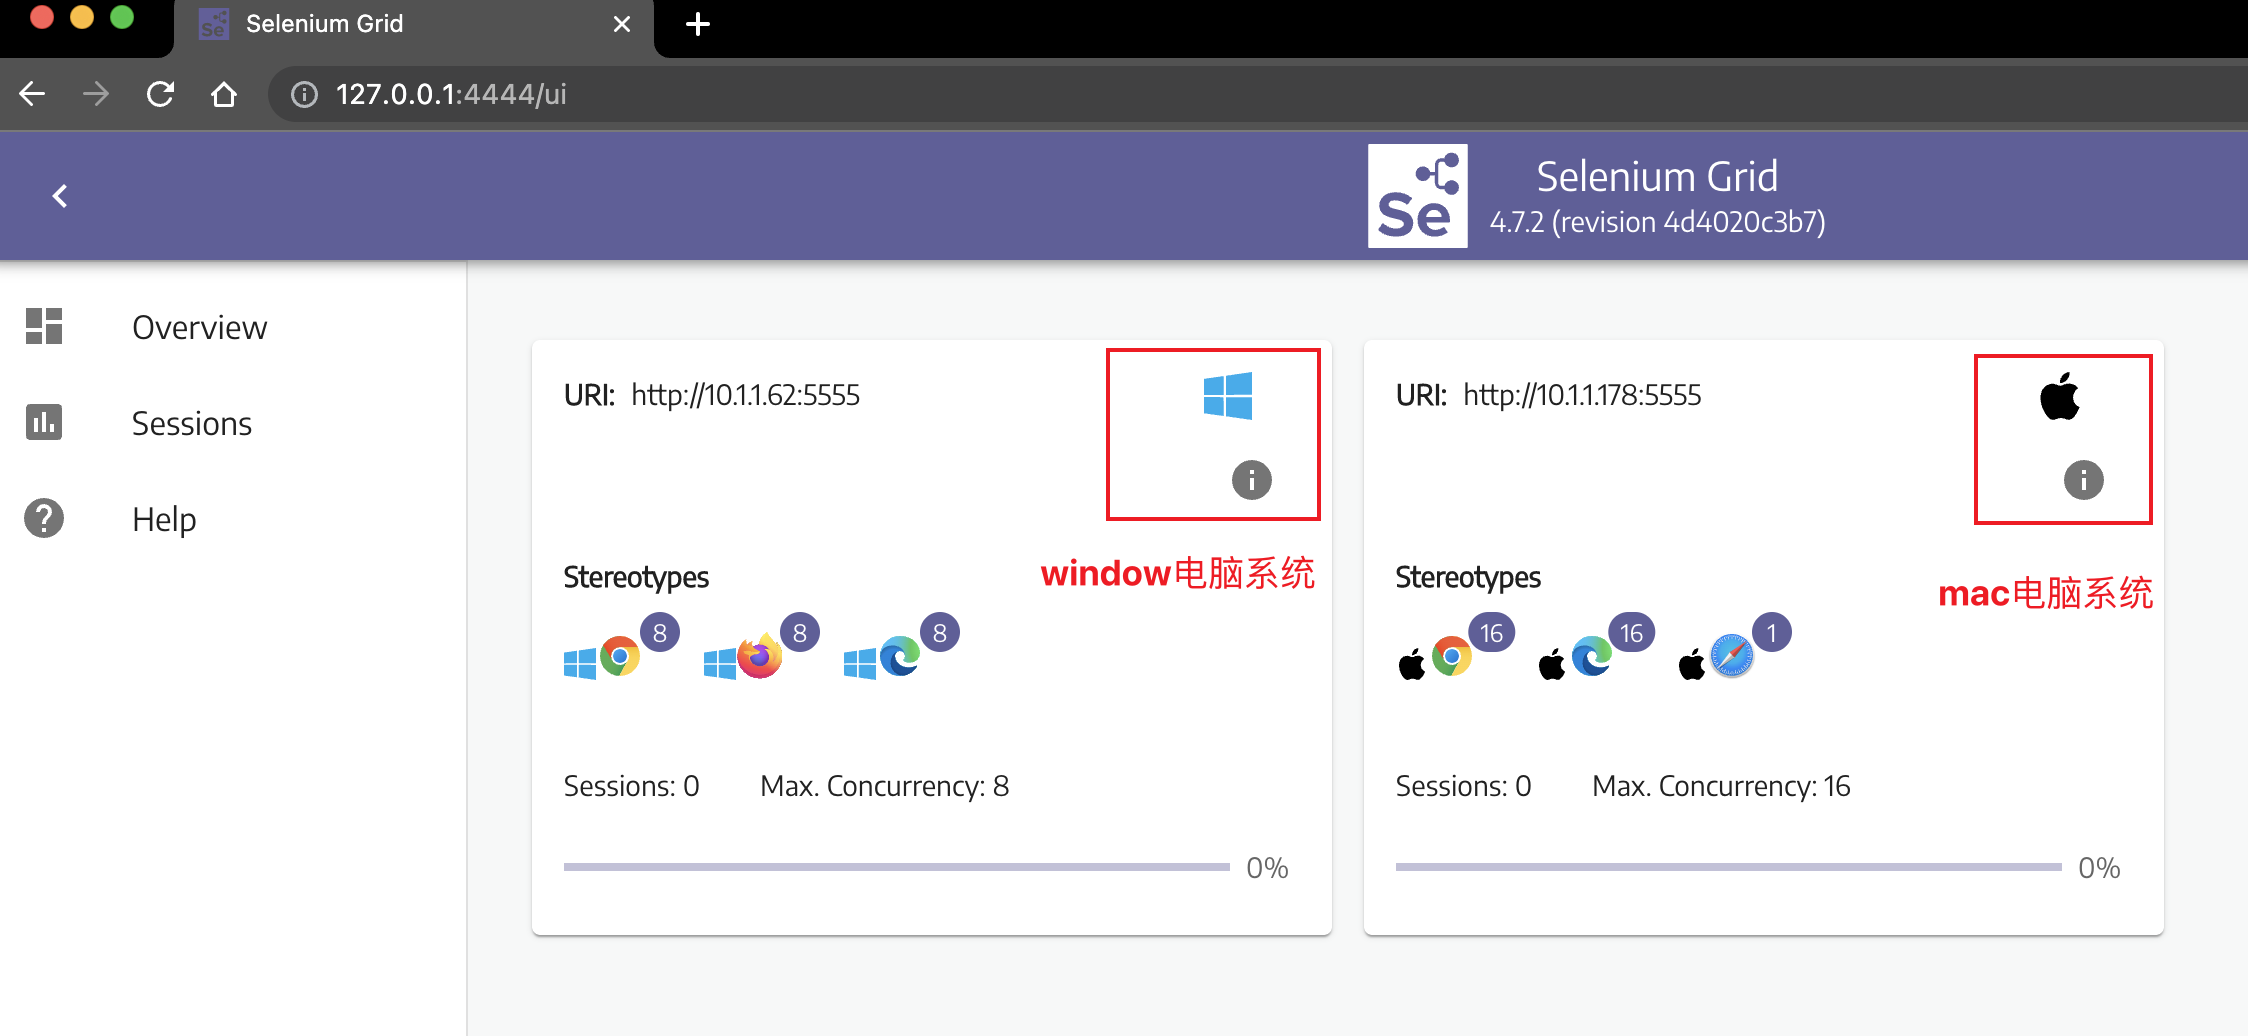 Selenium Grid
127.0.0.1:4444/ui
Se
Selenium Grid
4.7.2 (revision 4d4020c3b7)
Overview
Sessions
Help
URI: http://10.1.1.62:5555
window电脑系统
Stereotypes
8 8 8
Sessions: 0 Max. Concurrency: 8
0%
URI: http://10.1.1.178:5555
mac电脑系统
Stereotypes
16 16 1
Sessions: 0 Max. Concurrency: 16
0%